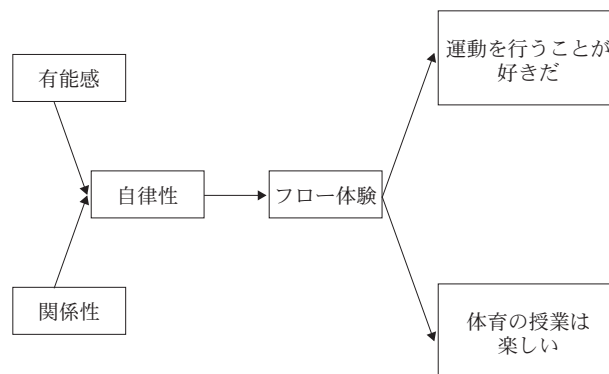 運動を行うことが
好きだ
有能感
自律性
フロー体験
関係性
体育の授業は
楽しい